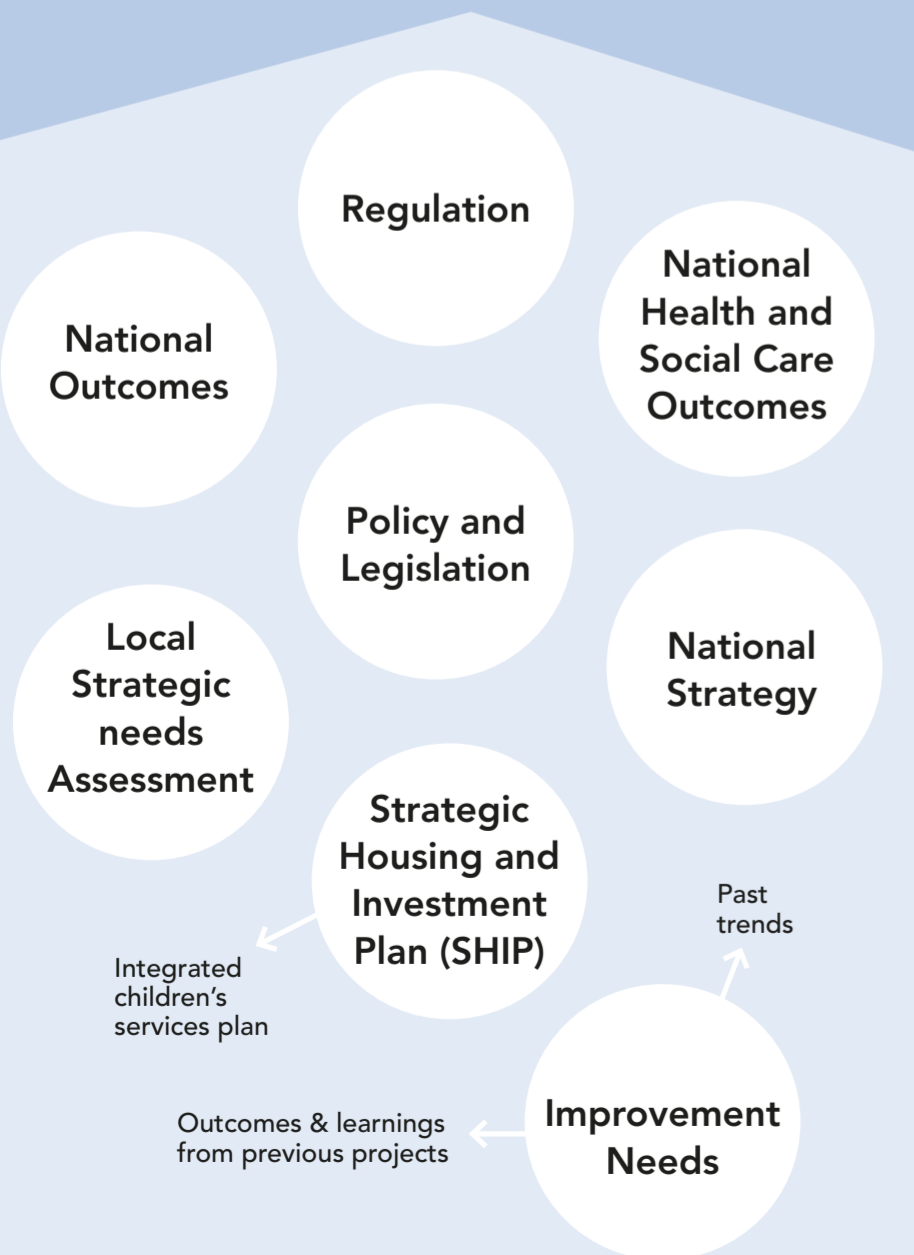 Regulation
National
Outcomes
National
Health and
Social Care
Outcomes
Policy and
Legislation
Local
Strategic
needs
Assessment
National
Strategy
Strategic
Housing and
Investment
Plan (SHIP)
Past
trends
Integrated
children’s
services plan
Outcomes & learnings
from previous projects
Improvement
Needs